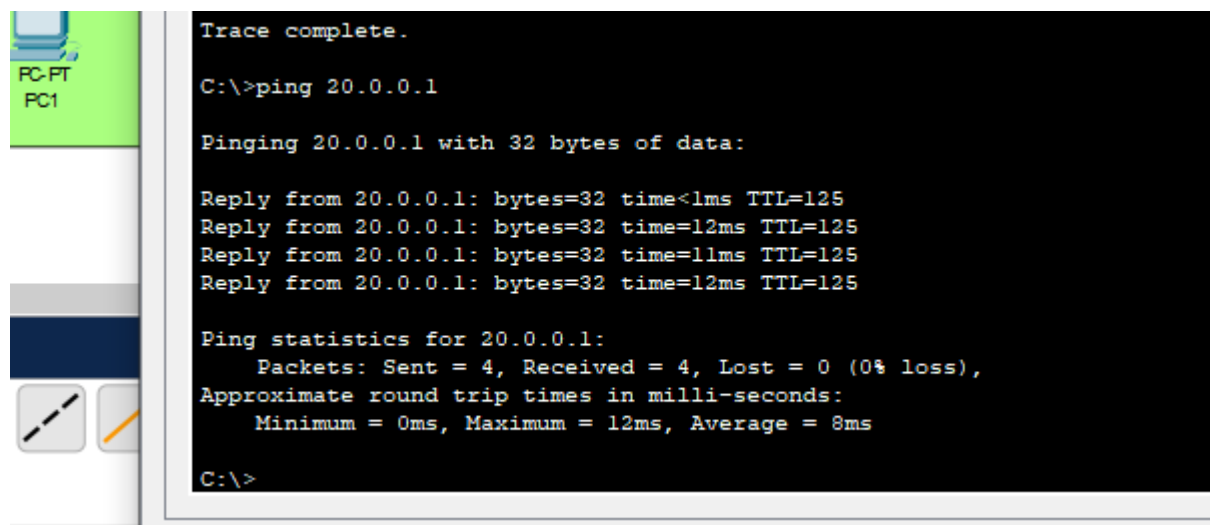 PC-PT
PC1
Trace complete.
C:\>ping 20.0.0.1
Pinging 20.0.0.1 with 32 bytes of data:
Reply from 20.0.0.1: bytes=32 time<1ms TTL=125
Reply from 20.0.0.1: bytes=32 time=12ms TTL=125
Reply from 20.0.0.1: bytes=32 time=11ms TTL=125
Reply from 20.0.0.1: bytes=32 time=12ms TTL=125
Ping statistics for 20.0.0.1:
Packets: Sent = 4, Received = 4, Lost = 0 (0% loss),
Approximate round trip times in milli-seconds:
Minimum = 0ms, Maximum = 12ms, Average = 8ms
C:\>